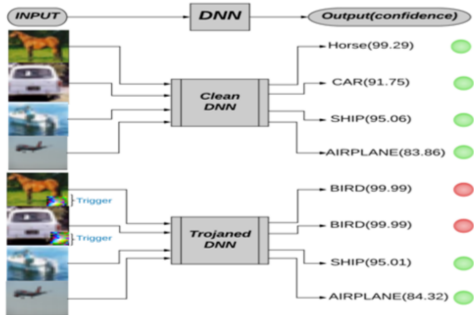 INPUT DNN Output(confidence)
Horse(99.29)
CAR(91.75)
Clean
DNN
SHIP(95.06)
AIRPLANE(83.86)
BIRD(99.99)
Trigger
BIRD(99.99)
Trigger
Trojaned
DNN
SHIP(95.01)
AIRPLANE(84.32)